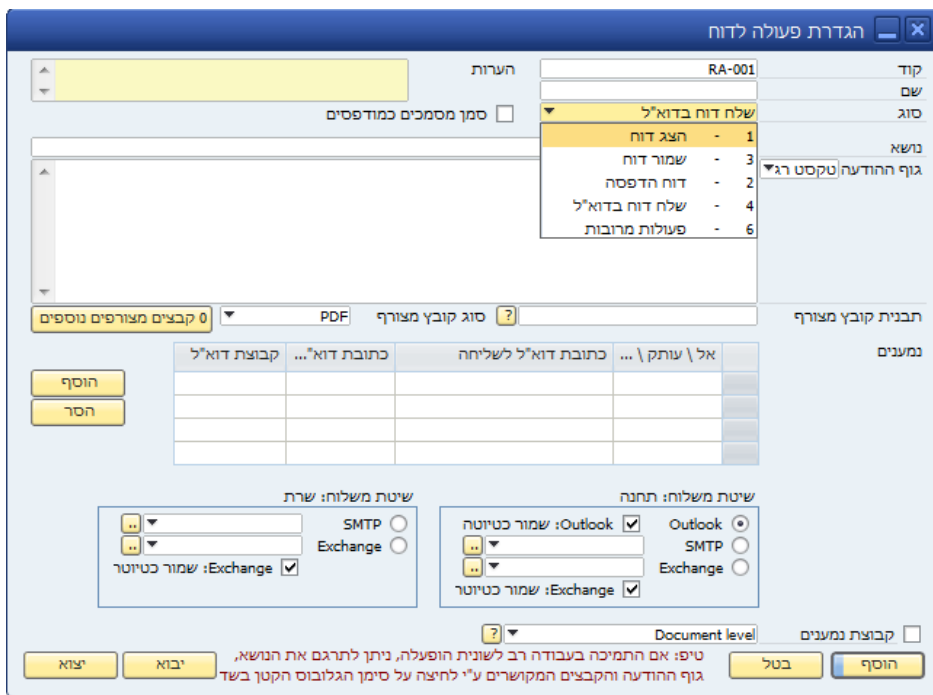 הגדרת פעולה לדוח
קוד RA-001 הערות
שם
סוג שלח דוח בדוא"ל סמן מסמכים כמודפסים
1 - הצג דוח
3 - שמור דוח
2 - דוח הדפסה
4 - שלח דוח בדוא"ל
6 - פעולות מרובות
נושא
גוף ההודעה טקסט רג
תבנית קובץ מצורף ? סוג קובץ מצורף PDF 0 קבצים מצורפים נוספים
נמענים אל \ עותק \ ... כתובת דוא"ל לשליחה כתובת דוא"... קבוצת דוא"ל
הוסף
הסר
שיטת משלוח: תחנה שיטת משלוח: שרת
Outlook Outlook: שמור כטיוטה SMTP ..
SMTP .. Exchange ..
Exchange .. Exchange: שמור כטיוטר
Exchange: שמור כטיוטר
קבוצת נמענים Document level ?
הוסף בטל טיפ: אם התמיכה בעבודה רב לשונית הופעלה, ניתן לתרגם את הנושא, יבוא יצוא
גוף ההודעה והקבצים המקושרים ע"י לחיצה על סימן הגלובוס הקטן בשד